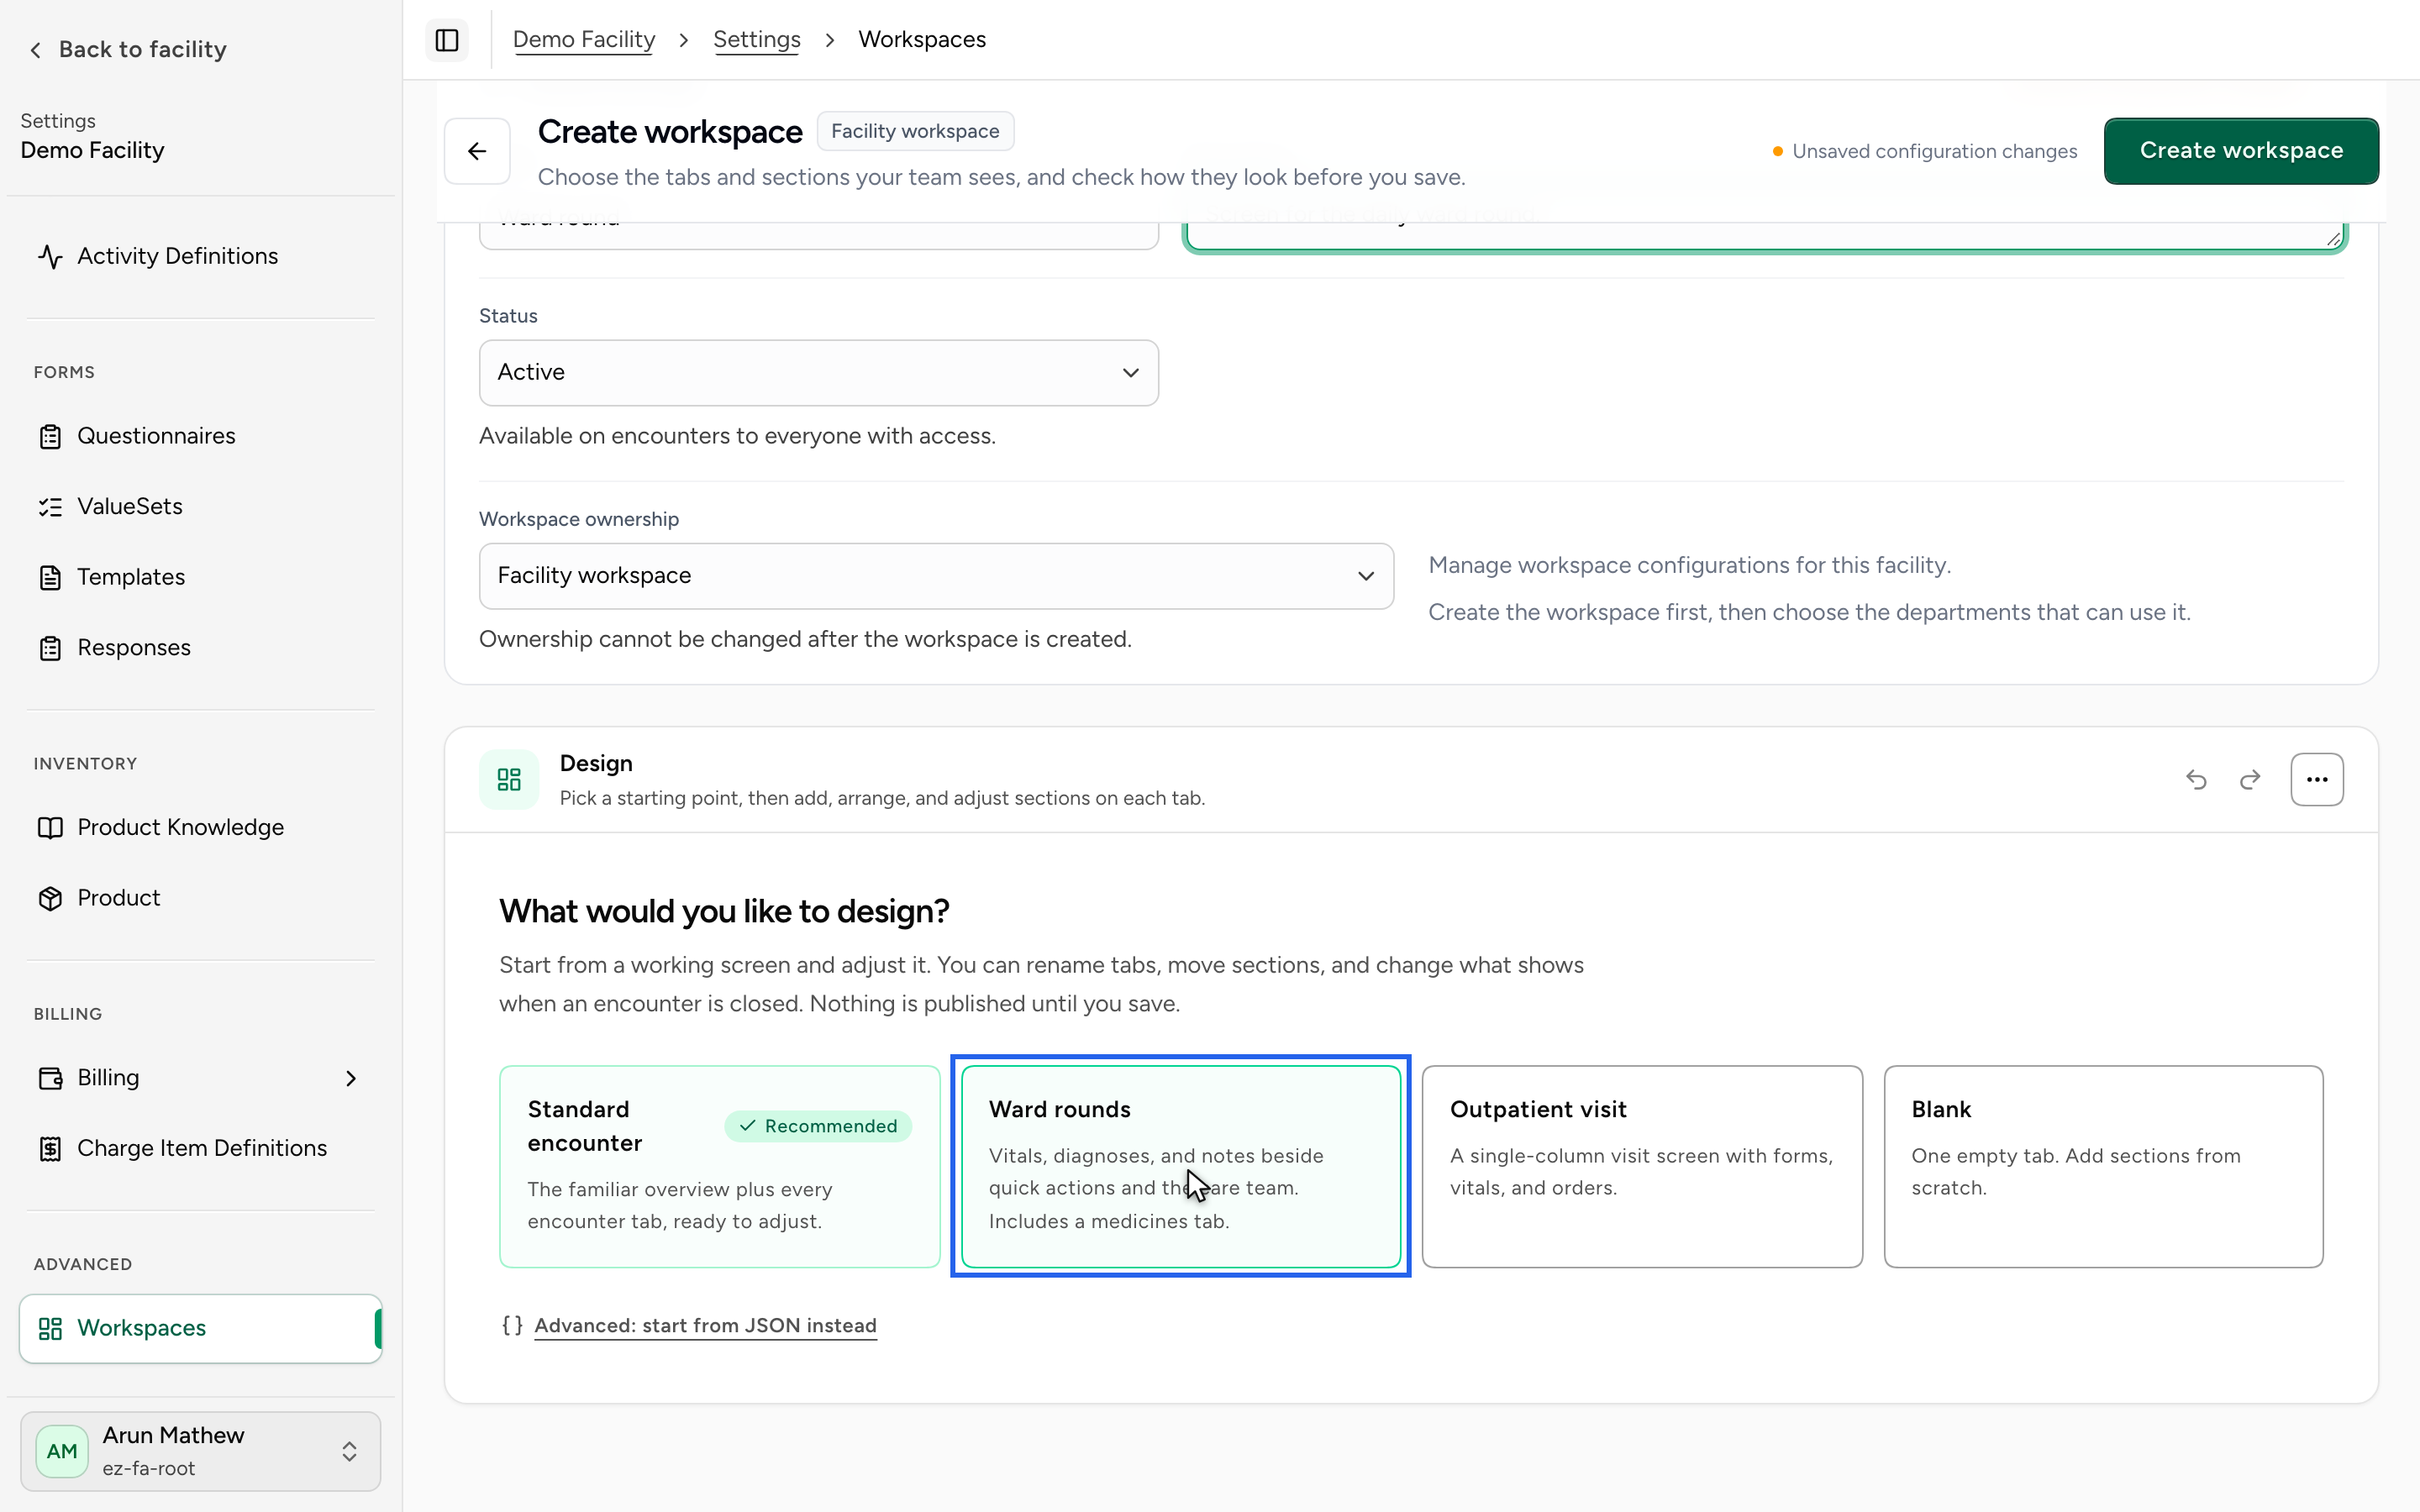 Back to facility
Settings
Demo Facility
Activity Definitions
FORMS
Questionnaires
ValueSets
Templates
Responses
INVENTORY
Product Knowledge
Product
BILLING
Billing
Charge Item Definitions
ADVANCED
Workspaces
AM
Arun Mathew
ez-fa-root
Demo Facility > Settings > Workspaces
Create workspace
Facility workspace
Choose the tabs and sections your team sees, and check how they look before you save.
Unsaved configuration changes
Create workspace
Status
Active
Available on encounters to everyone with access.
Workspace ownership
Facility workspace
Ownership cannot be changed after the workspace is created.
Manage workspace configurations for this facility.
Create the workspace first, then choose the departments that can use it.
Design
Pick a starting point, then add, arrange, and adjust sections on each tab.
What would you like to design?
Start from a working screen and adjust it. You can rename tabs, move sections, and change what shows
when an encounter is closed. Nothing is published until you save.
Standard
encounter
Recommended
The familiar overview plus every
encounter tab, ready to adjust.
Ward rounds
Vitals, diagnoses, and notes beside
quick actions and the care team.
Includes a medicines tab.
Outpatient visit
A single-column visit screen with forms,
vitals, and orders.
Blank
One empty tab. Add sections from
scratch.
{} Advanced: start from JSON instead